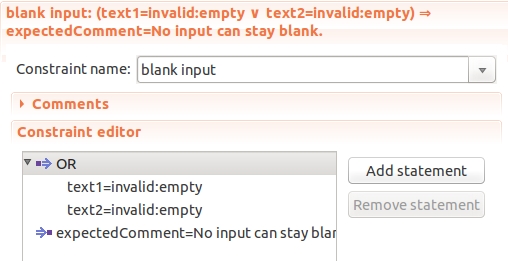 blank input: (text1=invalid:empty ∨ text2=invalid:empty) ⇒
expectedComment=No input can stay blank.
Constraint name: blank input
Comments
Constraint editor
OR
Add statement
text1=invalid:empty
text2=invalid:empty
Remove statement
expectedComment=No input can stay blan